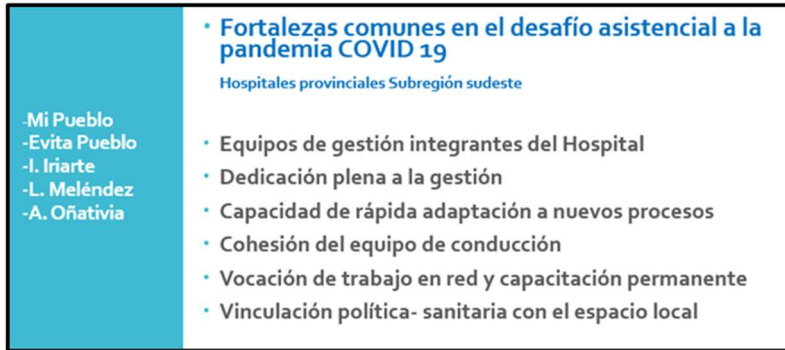 -Mi Pueblo
-Evita Pueblo
-I. Iriarte
-L. Meléndez
-A. Oñativia
• Fortalezas comunes en el desafío asistencial a la
pandemia COVID 19
Hospitales provinciales Subregión sudeste
• Equipos de gestión integrantes del Hospital
• Dedicación plena a la gestión
• Capacidad de rápida adaptación a nuevos procesos
• Cohesión del equipo de conducción
• Vocación de trabajo en red y capacitación permanente
• Vinculación política- sanitaria con el espacio local